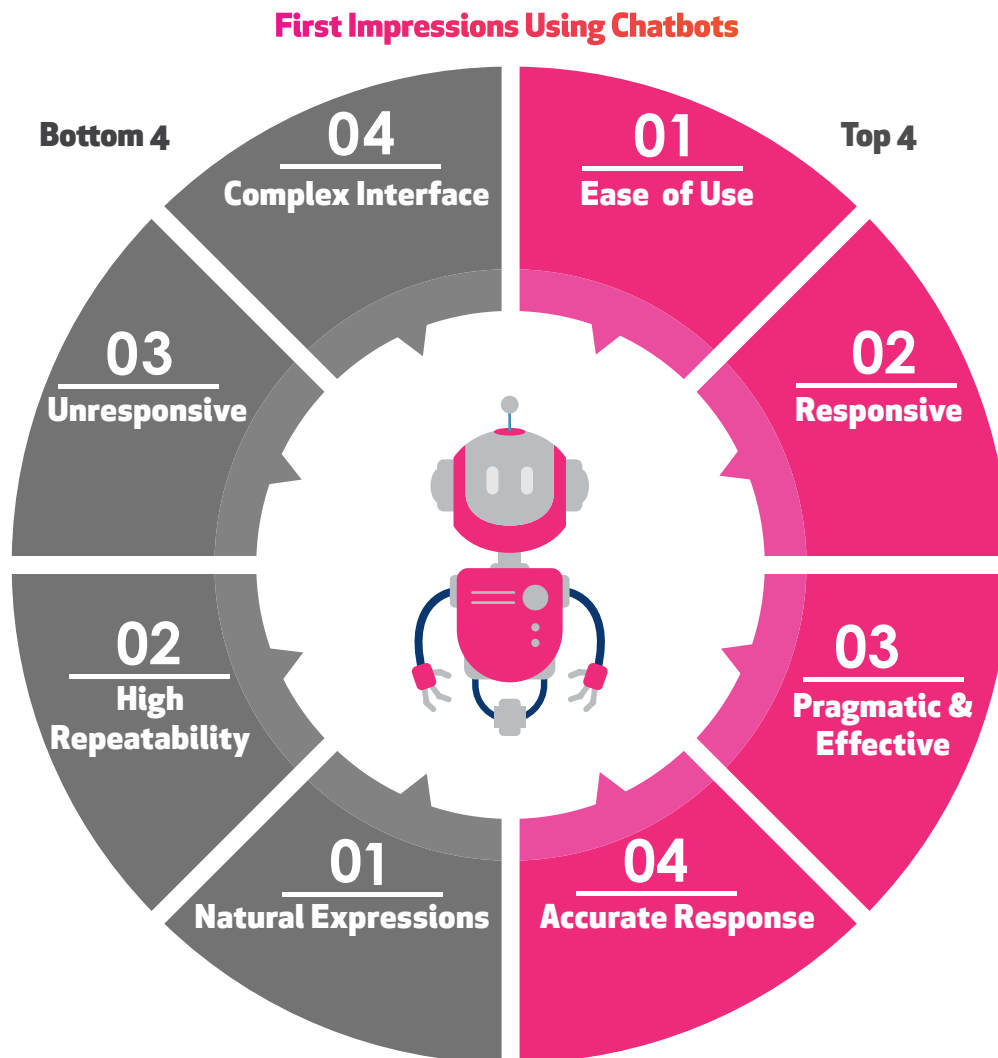 First Impressions Using Chatbots
Bottom 4
Top 4
04
Complex Interface
01
Ease of Use
03
Unresponsive
02
Responsive
02
High
Repeatability
03
Pragmatic &
Effective
01
Natural Expressions
04
Accurate Response